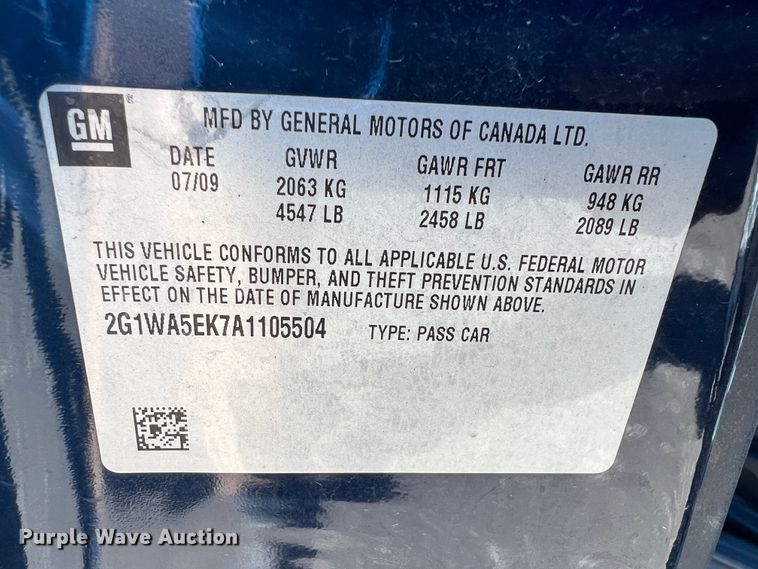 GM
MFD BY GENERAL MOTORS OF CANADA LTD.
DATE GVWR GAWR FRT GAWR RR
07/09 2063 KG 1115 KG 948 KG
4547 LB 2458 LB 2089 LB
THIS VEHICLE CONFORMS TO ALL APPLICABLE U.S. FEDERAL MOTOR
VEHICLE SAFETY, BUMPER, AND THEFT PREVENTION STANDARDS IN
EFFECT ON THE DATE OF MANUFACTURE SHOWN ABOVE.
2G1WA5EK7A1105504 TYPE: PASS CAR
Purple Wave Auction